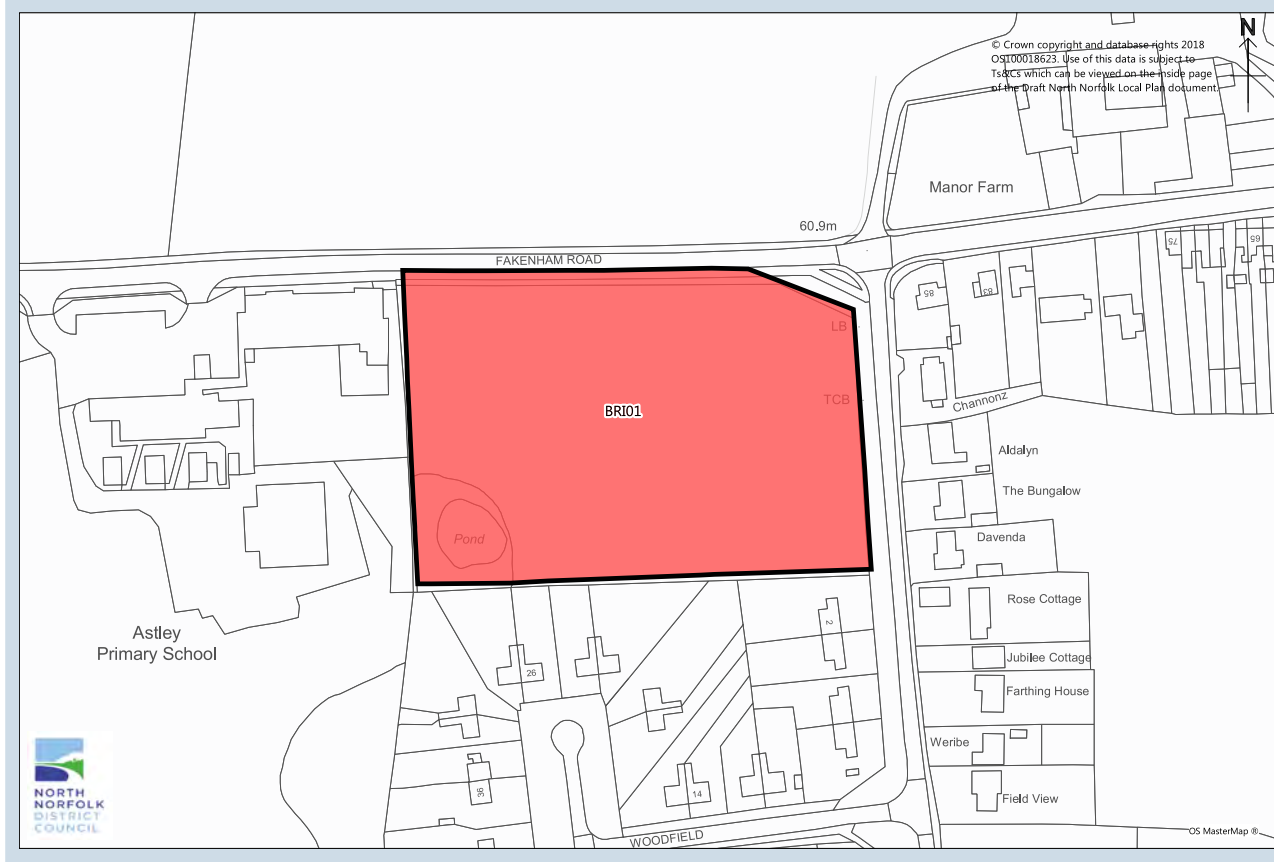 N
© Crown copyright and database rights 2018
OS100018623. Use of this data is subject to
Ts&Cs which can be viewed on the inside page
of the Draft North Norfolk Local Plan document.
Manor Farm
60.9m
FAKENHAM ROAD
75
65
85
83
LB
TCB
BRI01
Channonz
Aldalyn
The Bungalow
Pond
Davenda
Rose Cottage
2
Astley
Primary School
Jubilee Cottage
26
Farthing House
Weribe
36
14
Field View
WOODFIELD
NORTH
NORFOLK
DISTRICT
COUNCIL
OS MasterMap ®